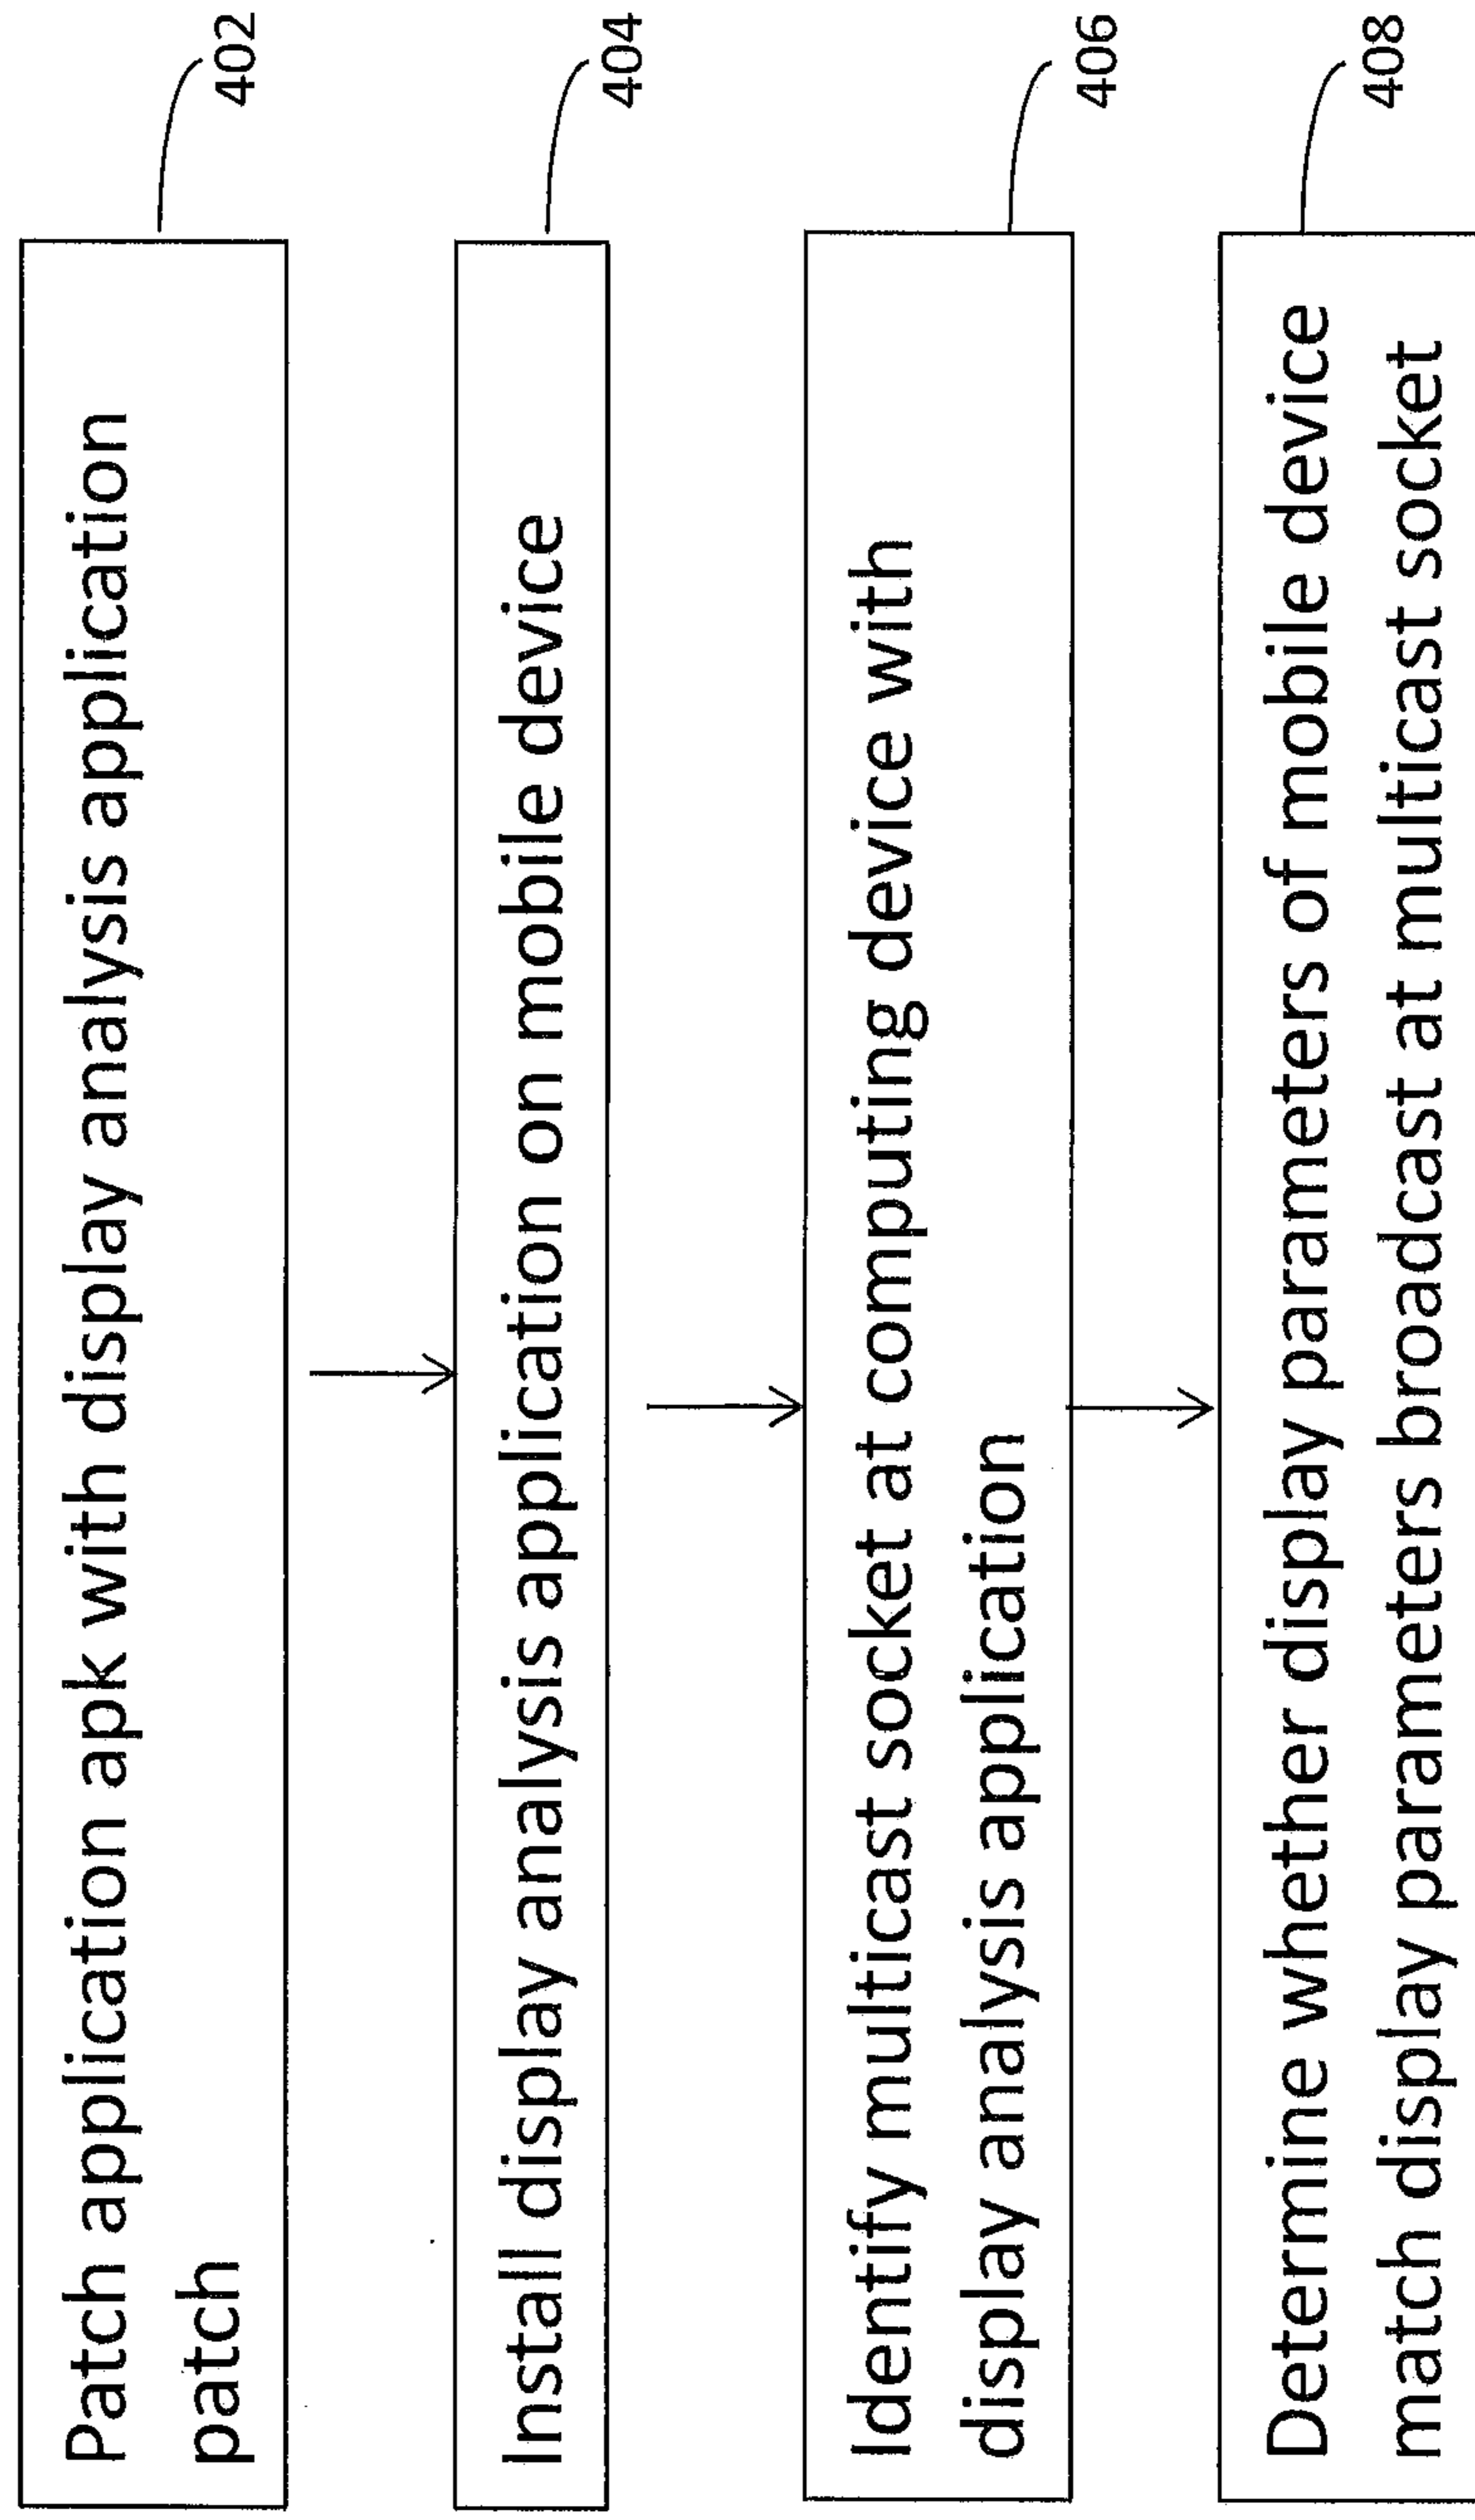 Patch application apk with display analysis application
patch
402
Install display analysis application on mobile device
404
Identify multicast socket at computing device with
display analysis application
406
Determine whether display parameters of mobile device
match display parameters broadcast at multicast socket
408